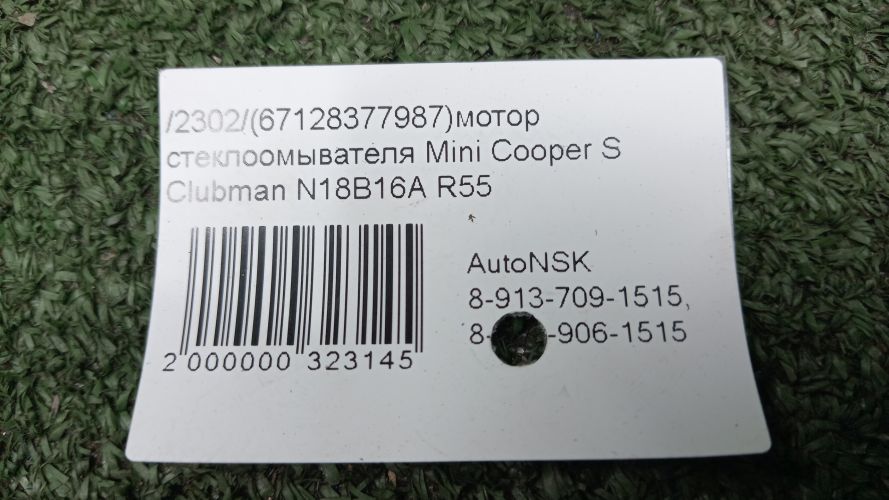 /2302/(67128377987)мотор
стеклоомывателя Mini Cooper S
Clubman N18B16A R55
AutoNSK
8-913-709-1515,
8- -906-1515
2 000000 323145